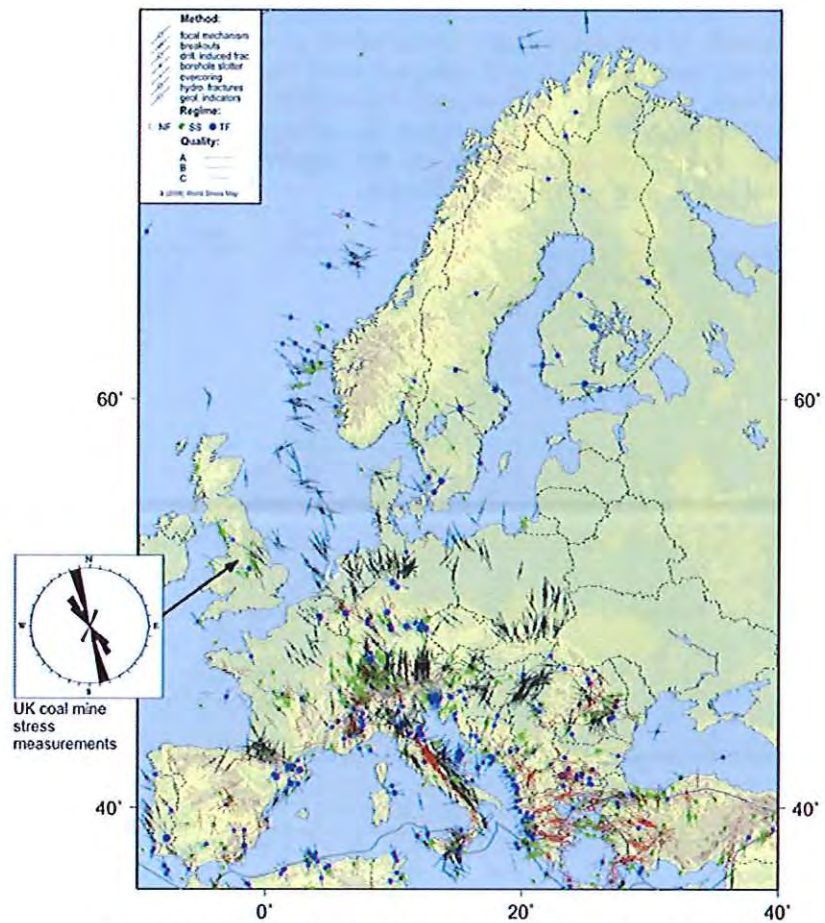 Method:
focal mechanism
breakouts
drill. induced frac
borehole slotter
overcoring
hydro. fractures
geol. indicators
Regime:
NF SS TF
Quality:
A
B
C
(2008) World Stress Map
60°
60°
N
W
E
S
UK coal mine
stress
measurements
40°
40°
0°
20°
40°